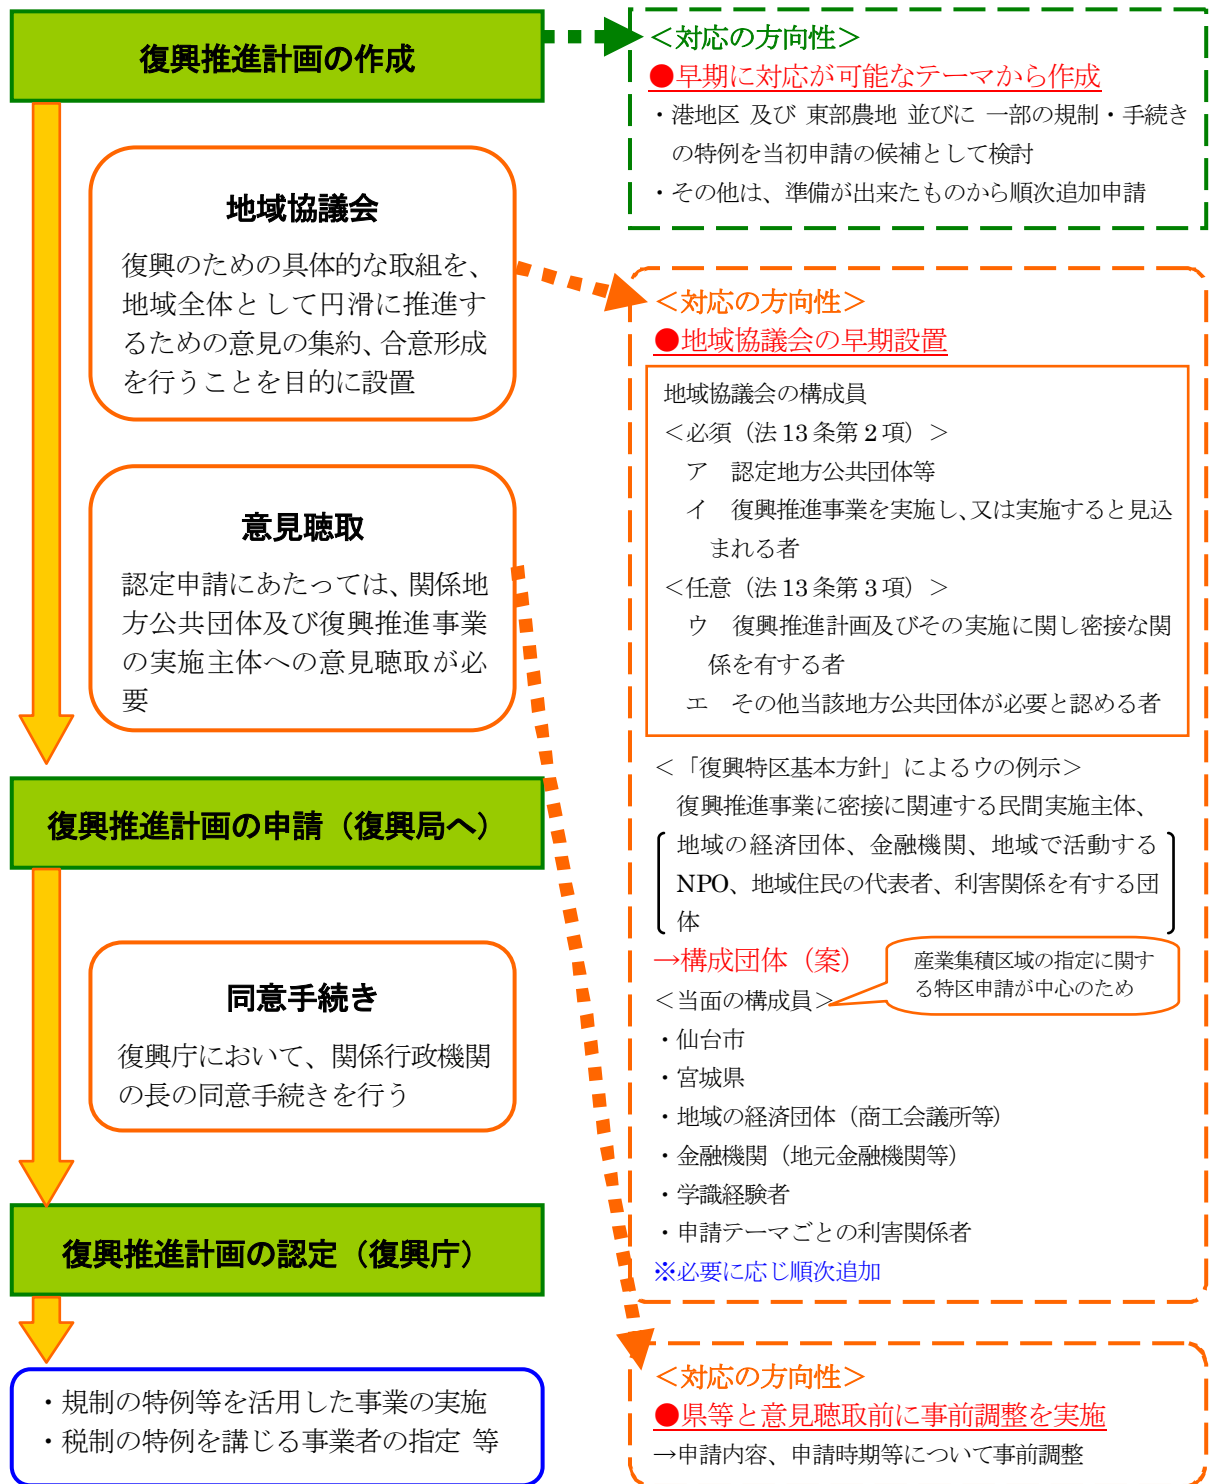 復興推進計画の作成
地域協議会
復興のための具体的な取組を、
地域全体として円滑に推進す
るための意見の集約、合意形成
を行うことを目的に設置
意見聴取
認定申請にあたっては、関係地
方公共団体及び復興推進事業
の実施主体への意見聴取が必
要
復興推進計画の申請（復興局へ）
同意手続き
復興庁において、関係行政機関
の長の同意手続きを行う
復興推進計画の認定（復興庁）
・規制の特例等を活用した事業の実施
・税制の特例を講じる事業者の指定 等
＜対応の方向性＞
●早期に対応が可能なテーマから作成
・港地区 及び 東部農地 並びに 一部の規制・手続き
の特例を当初申請の候補として検討
・その他は、準備が出来たものから順次追加申請
＜対応の方向性＞
●地域協議会の早期設置
地域協議会の構成員
＜必須（法 13 条第 2 項）＞
ア 認定地方公共団体等
イ 復興推進事業を実施し、又は実施すると見込
まれる者
＜任意（法 13 条第 3 項）＞
ウ 復興推進計画及びその実施に関し密接な関
係を有する者
エ その他当該地方公共団体が必要と認める者
＜「復興特区基本方針」によるウの例示＞
復興推進事業に密接に関連する民間実施主体、
地域の経済団体、金融機関、地域で活動する
NPO、地域住民の代表者、利害関係を有する団
体
→構成団体（案）
産業集積区域の指定に関す
る特区申請が中心のため
＜当面の構成員＞
・仙台市
・宮城県
・地域の経済団体（商工会議所等）
・金融機関（地元金融機関等）
・学識経験者
・申請テーマごとの利害関係者
※必要に応じ順次追加
＜対応の方向性＞
●県等と意見聴取前に事前調整を実施
→申請内容、申請時期等について事前調整